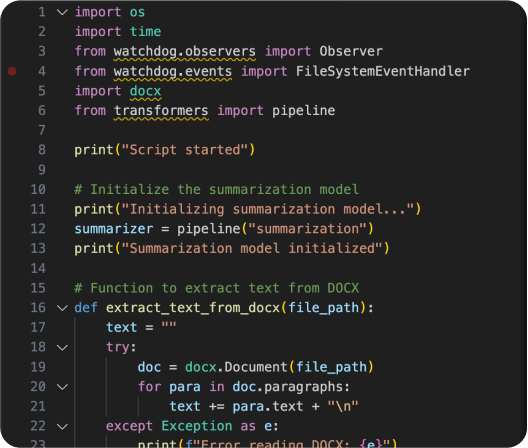 1 import os
2 import time
3 from watchdog.observers import Observer
4 from watchdog.events import FileSystemEventHandler
5 import docx
6 from transformers import pipeline
7
8 print("Script started")
9
10 # Initialize the summarization model
11 print("Initializing summarization model...")
12 summarizer = pipeline("summarization")
13 print("Summarization model initialized")
14
15 # Function to extract text from DOCX
16 def extract_text_from_docx(file_path):
17     text = ""
18     try:
19         doc = docx.Document(file_path)
20         for para in doc.paragraphs:
21             text += para.text + "\n"
22     except Exception as e:
23         print(f"Error reading DOCX: {e}")